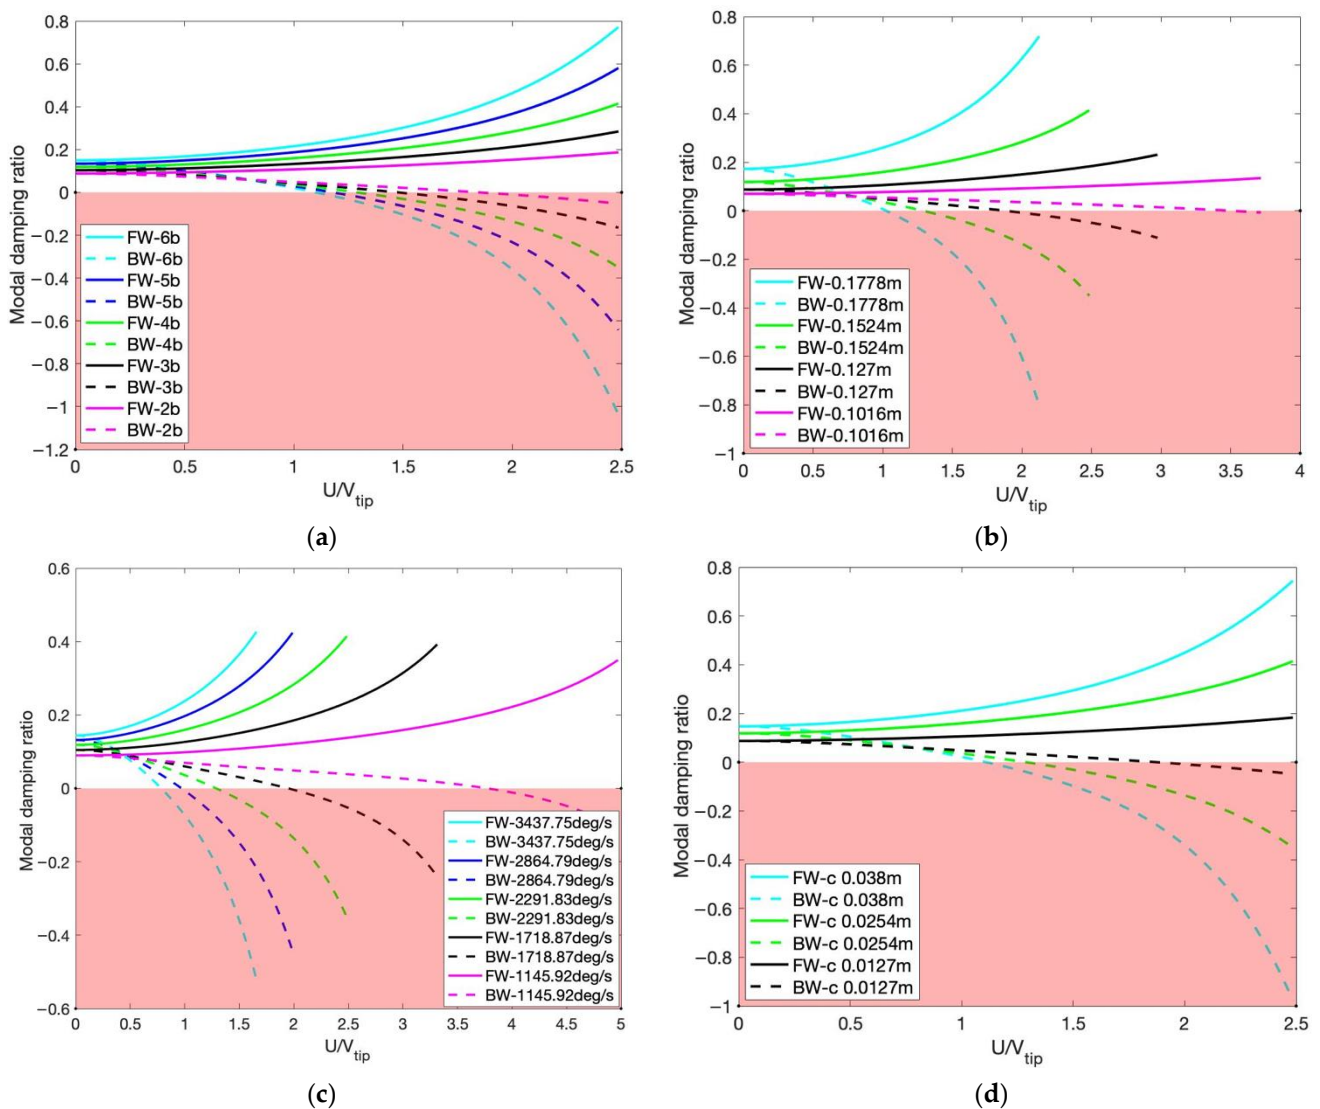 0.8
0.6
0.4
0.2
0
−0.2
−0.4
−0.6
−0.8
−1
−1.2
Modal damping ratio
FW-6b
BW-6b
FW-5b
BW-5b
FW-4b
BW-4b
FW-3b
BW-3b
FW-2b
BW-2b
0 0.5 1 1.5 2 2.5
U/Vtip
(a)
0.8
0.6
0.4
0.2
0
−0.2
−0.4
−0.6
−0.8
−1
Modal damping ratio
FW-0.1778m
BW-0.1778m
FW-0.1524m
BW-0.1524m
FW-0.127m
BW-0.127m
FW-0.1016m
BW-0.1016m
0 0.5 1 1.5 2 2.5 3 3.5 4
U/Vtip
(b)
0.6
0.4
0.2
0
−0.2
−0.4
−0.6
Modal damping ratio
FW-3437.75deg/s
BW-3437.75deg/s
FW-2864.79deg/s
BW-2864.79deg/s
FW-2291.83deg/s
BW-2291.83deg/s
FW-1718.87deg/s
BW-1718.87deg/s
FW-1145.92deg/s
BW-1145.92deg/s
0 0.5 1 1.5 2 2.5 3 3.5 4 4.5 5
U/Vtip
(c)
0.8
0.6
0.4
0.2
0
−0.2
−0.4
−0.6
−0.8
−1
Modal damping ratio
FW-c 0.038m
BW-c 0.038m
FW-c 0.0254m
BW-c 0.0254m
FW-c 0.0127m
BW-c 0.0127m
0 0.5 1 1.5 2 2.5
U/Vtip
(d)